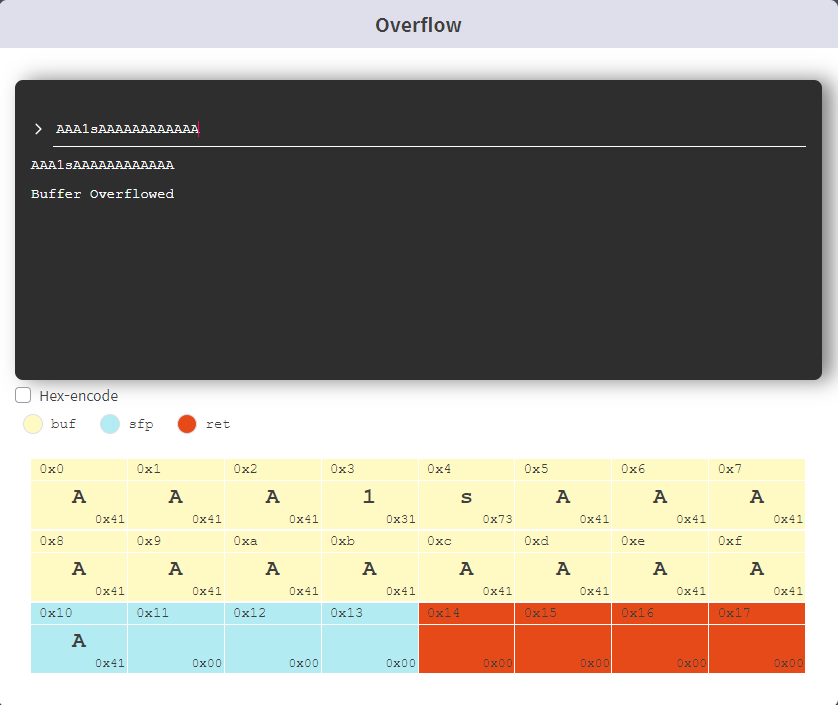 Overflow
> AAA1sAAAAAAAAAAAA
AAA1sAAAAAAAAAAAA
Buffer Overflowed
Hex-encode
buf sfp ret
0x0 0x1 0x2 0x3 0x4 0x5 0x6 0x7
A A A 1 s A A A
0x41 0x41 0x41 0x31 0x73 0x41 0x41 0x41
0x8 0x9 0xa 0xb 0xc 0xd 0xe 0xf
A A A A A A A A
0x41 0x41 0x41 0x41 0x41 0x41 0x41 0x41
0x10 0x11 0x12 0x13 0x14 0x15 0x16 0x17
A
0x41 0x00 0x00 0x00 0x00 0x00 0x00 0x00